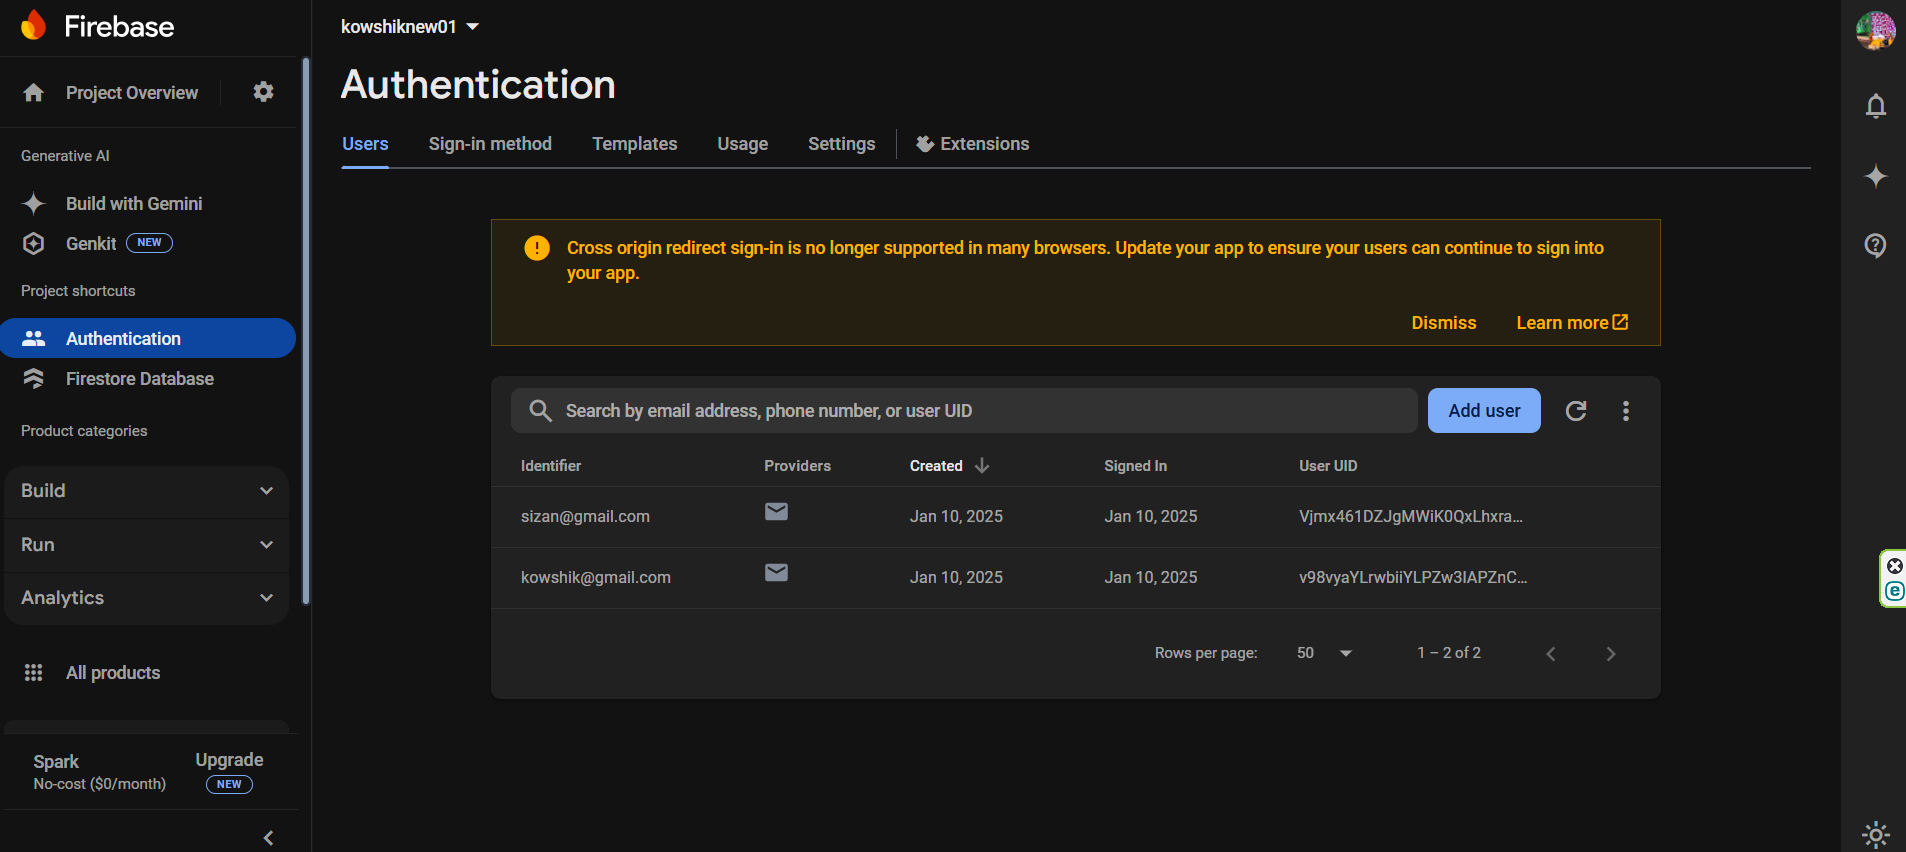 Firebase
Project Overview
Generative AI
Build with Gemini
Genkit NEW
Project shortcuts
Authentication
Firestore Database
Product categories
Build
Run
Analytics
All products
Spark
No-cost ($0/month)
Upgrade
NEW
kowshiknew01
Authentication
Users Sign-in method Templates Usage Settings Extensions
Cross origin redirect sign-in is no longer supported in many browsers. Update your app to ensure your users can continue to sign into
your app.
Dismiss Learn more
Search by email address, phone number, or user UID
Add user
Identifier Providers Created Signed In User UID
sizan@gmail.com Jan 10, 2025 Jan 10, 2025 Vjmx461DZJgMWiK0QxLhxra...
kowshik@gmail.com Jan 10, 2025 Jan 10, 2025 v98vyaYLrwbiiYLPZw3IAPZnC...
Rows per page: 50 1 – 2 of 2